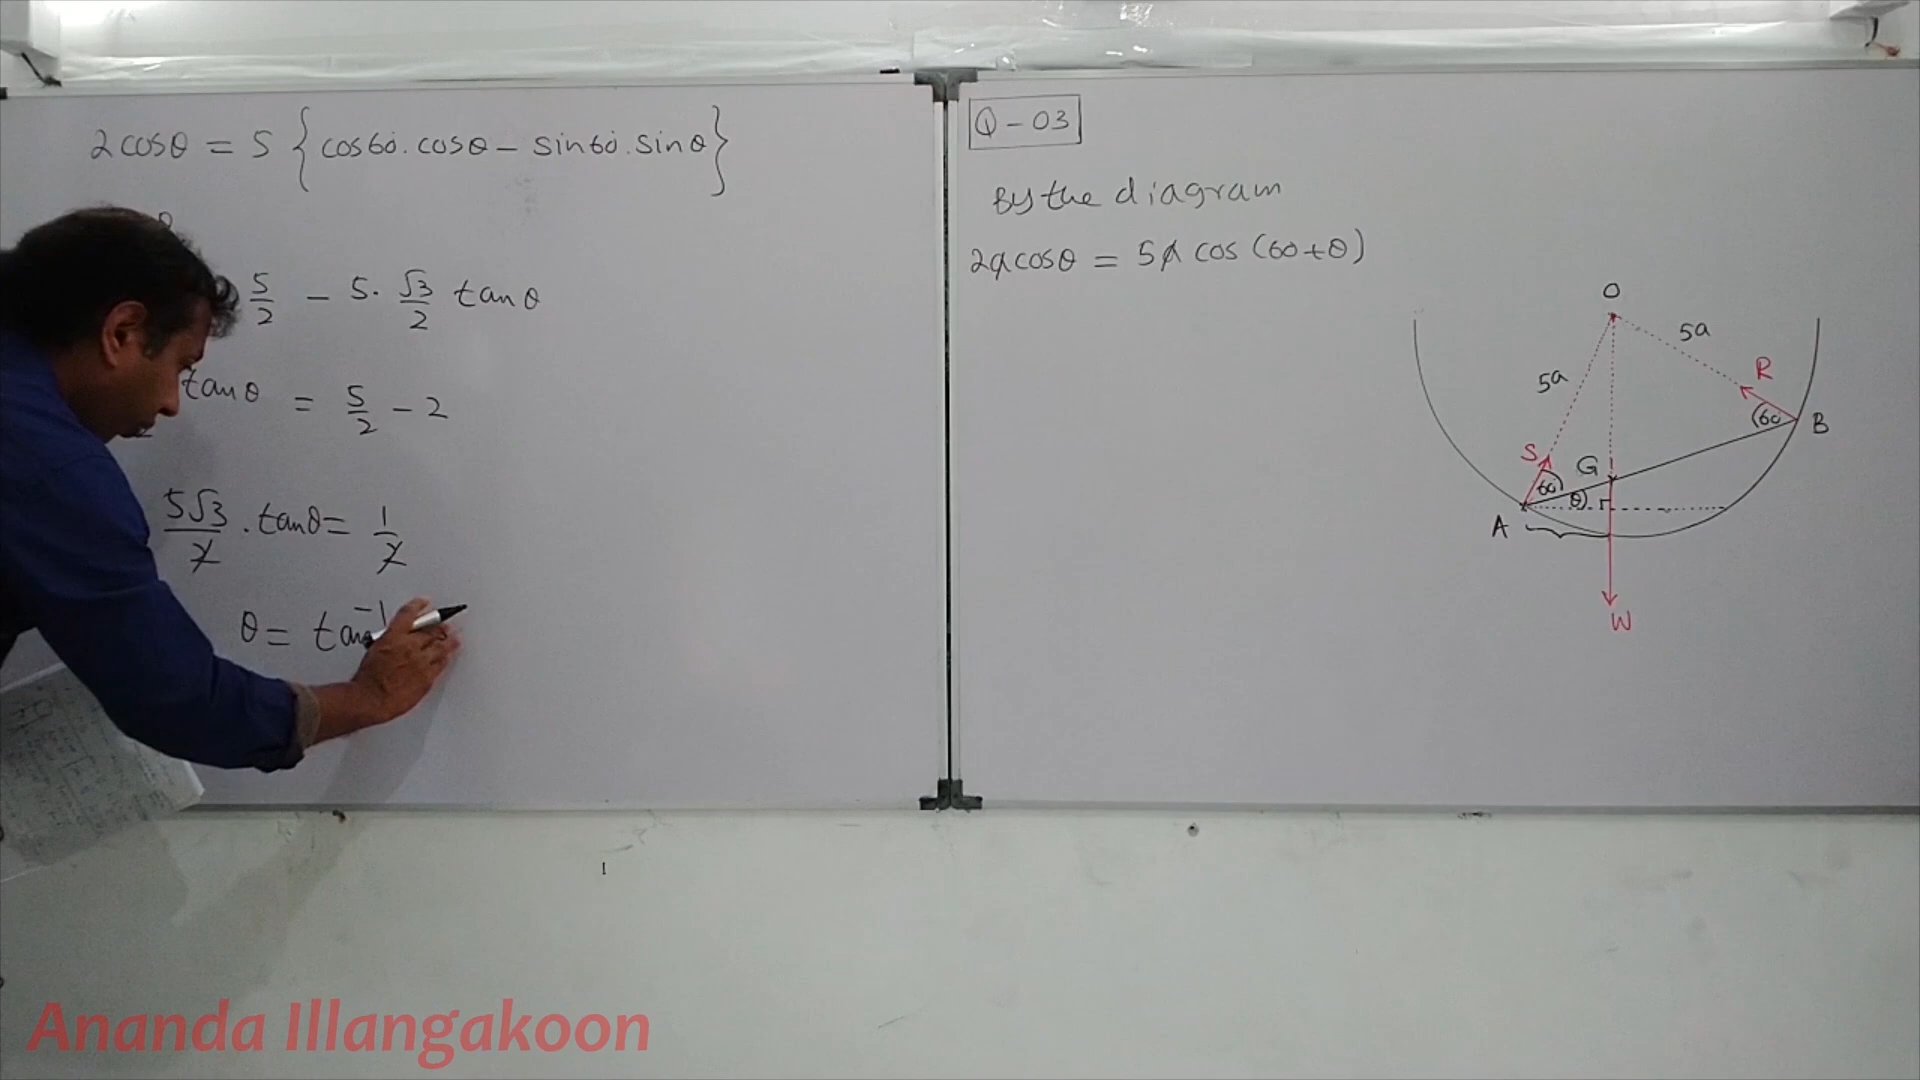 2cosθ = 5 {cos60°.cosθ – sin60°.sinθ}
5/2 – 5. √3/2 tanθ
tanθ = 5/2 – 2
5√3/2 . tanθ = 1/2
θ = tan⁻¹
Q – 03
By the diagram
2a cosθ = 5a cos (60+θ)
O
5a
5a
R
60
B
S
G
60
θ
A
W
Ananda Illangakoon